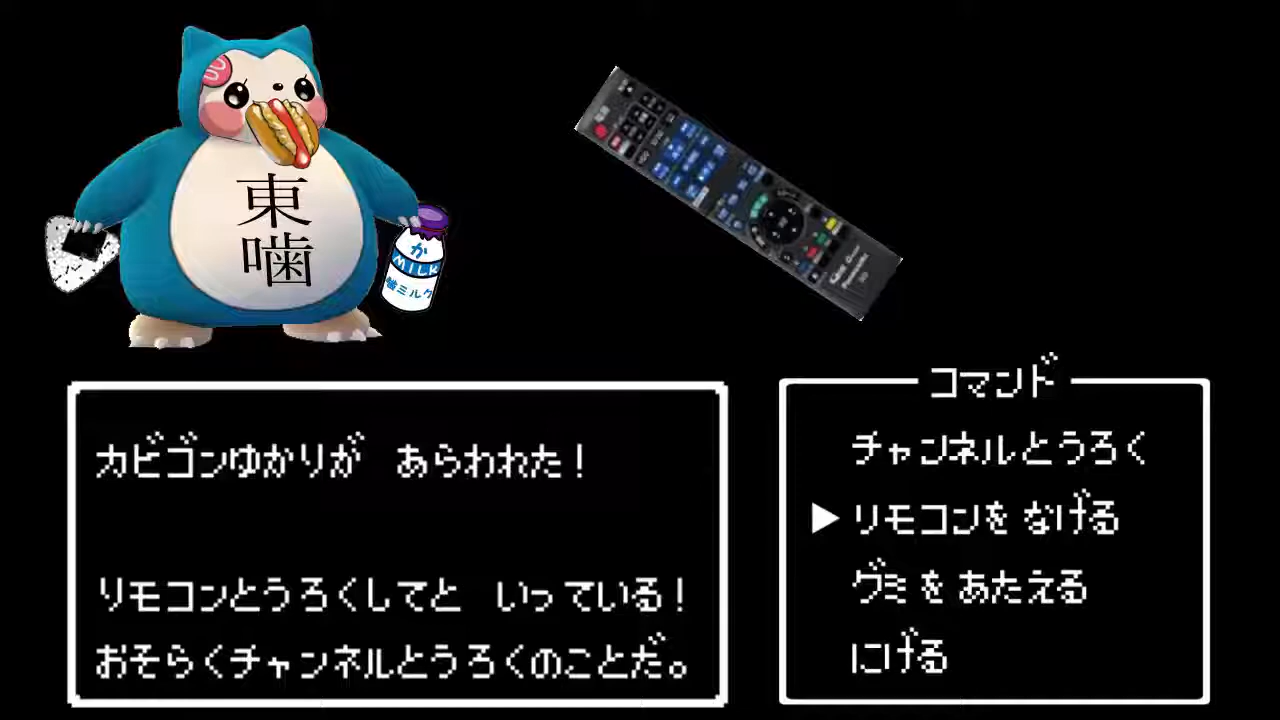 東
噛
か
MILK
カビゴンゆかりが あらわれた!
リモコンとうろくしてと いっている!
おそらくチャンネルとうろくのことだ。
コマンド
チャンネルとうろく
▶リモコンを なげる
グミを あたえる
にげる